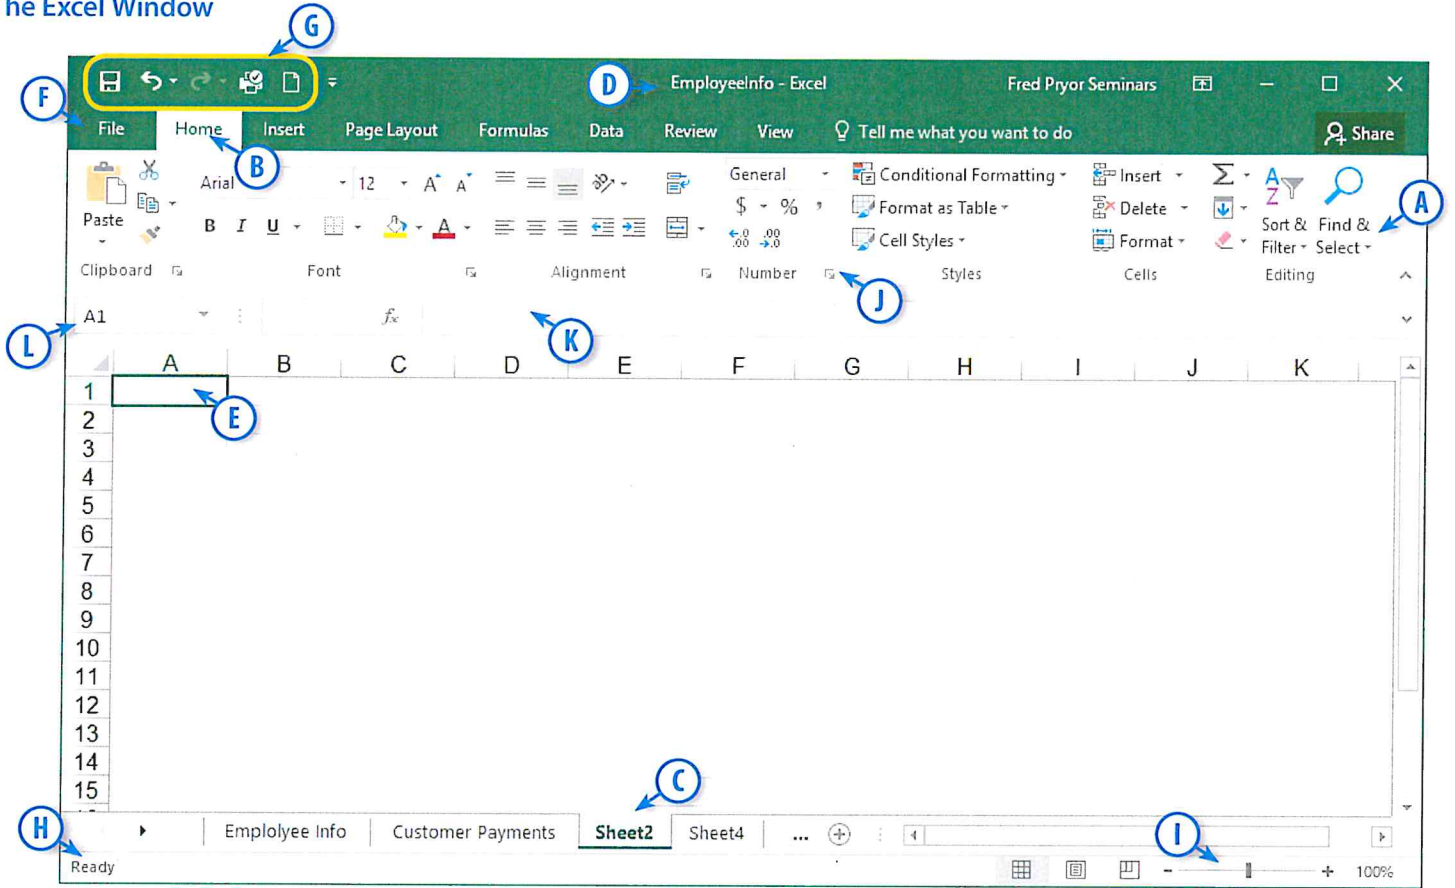 he Excel Window
G
F
D
EmployeeInfo - Excel
Fred Pryor Seminars
File Home Insert Page Layout Formulas Data Review View Tell me what you want to do Share
B
A
Paste
Arial 12
B I U A
General
$ % ,
Conditional Formatting
Format as Table
Cell Styles
Insert
Delete
Format
Sort & Filter
Find & Select
Clipboard Font Alignment Number Styles Cells Editing
J
L
A1 fx
K
A B C D E F G H I J K
E
1
2
3
4
5
6
7
8
9
10
11
12
13
14
15
C
H
Emplolyee Info Customer Payments Sheet2 Sheet4 ...
I
Ready 100%